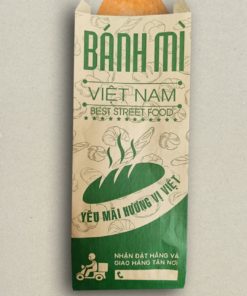 BÁNH MÌ
VIỆT NAM
BEST STREET FOOD
YÊU MÃI HƯƠNG VỊ VIỆT
NHẬN ĐẶT HÀNG VÀ
GIAO HÀNG TẬN NƠI